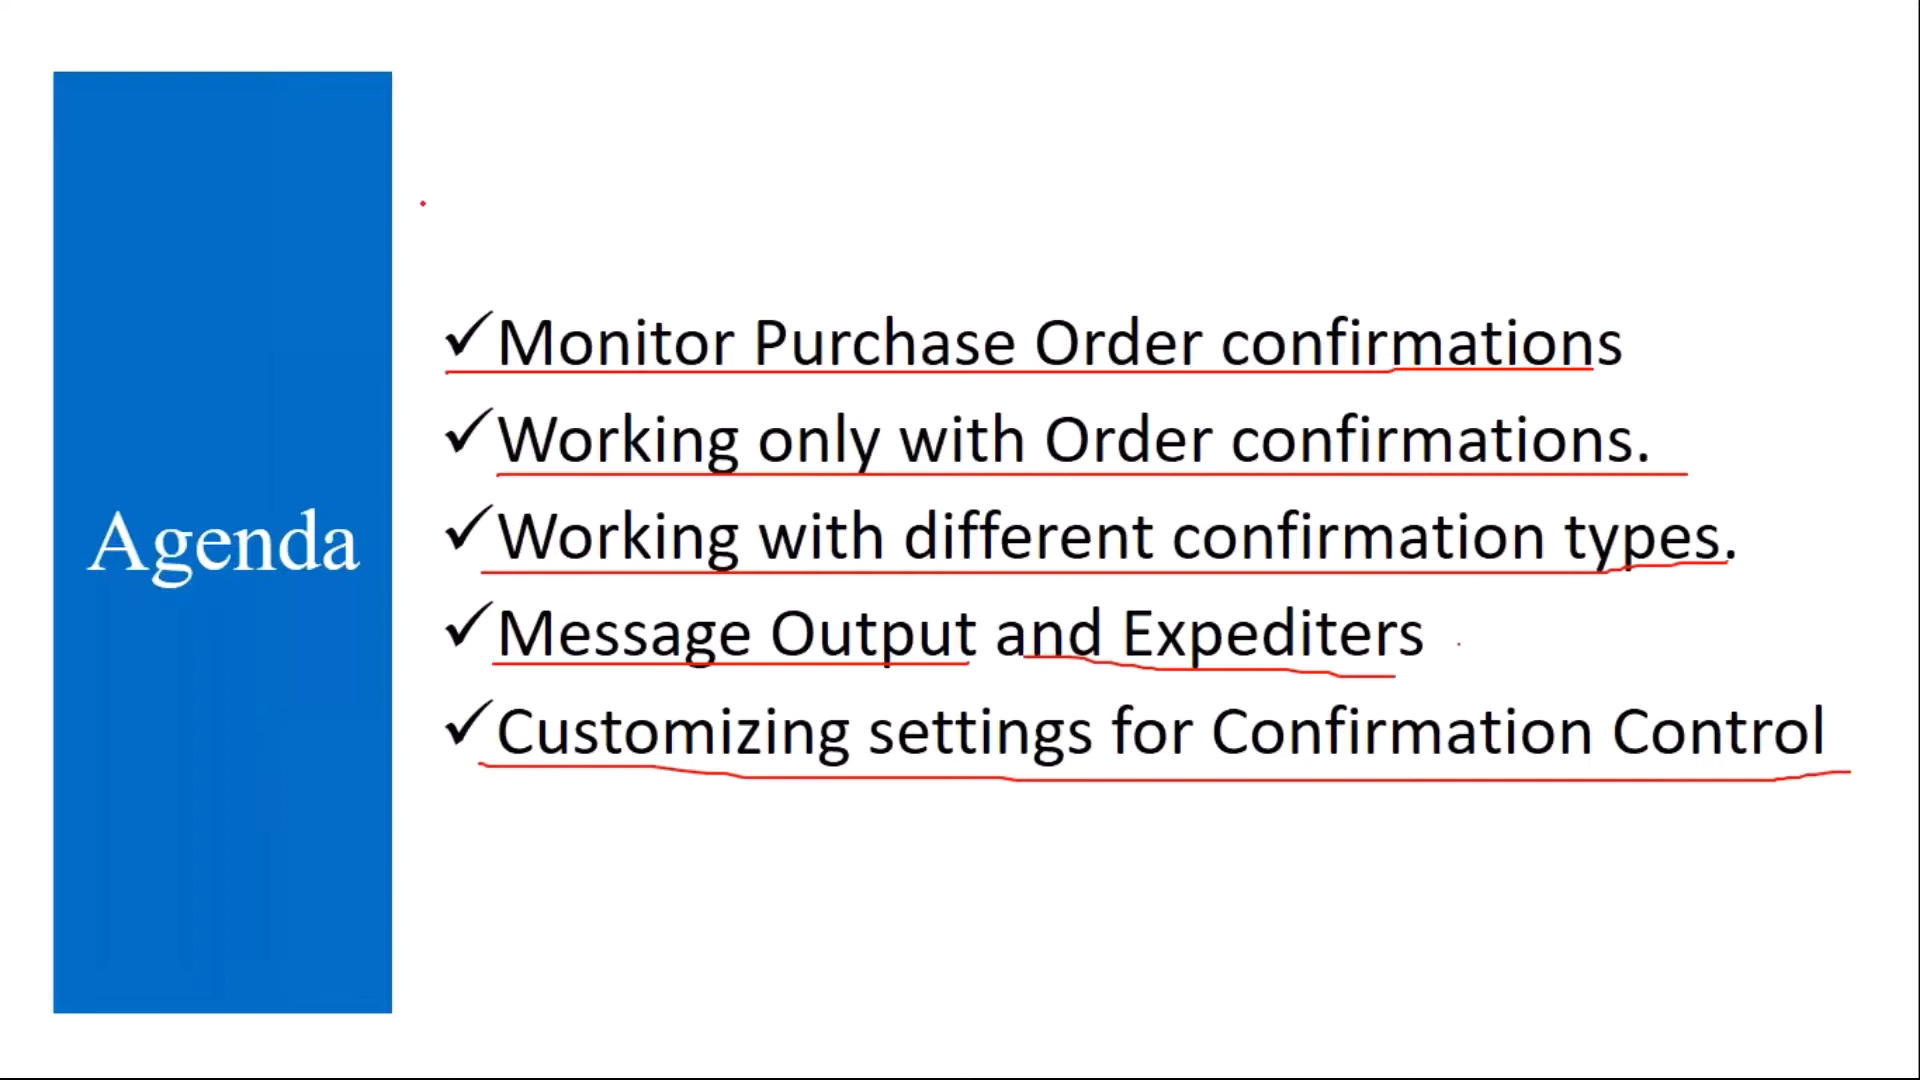 Agenda
✓Monitor Purchase Order confirmations
✓Working only with Order confirmations.
✓Working with different confirmation types.
✓Message Output and Expediters
✓Customizing settings for Confirmation Control